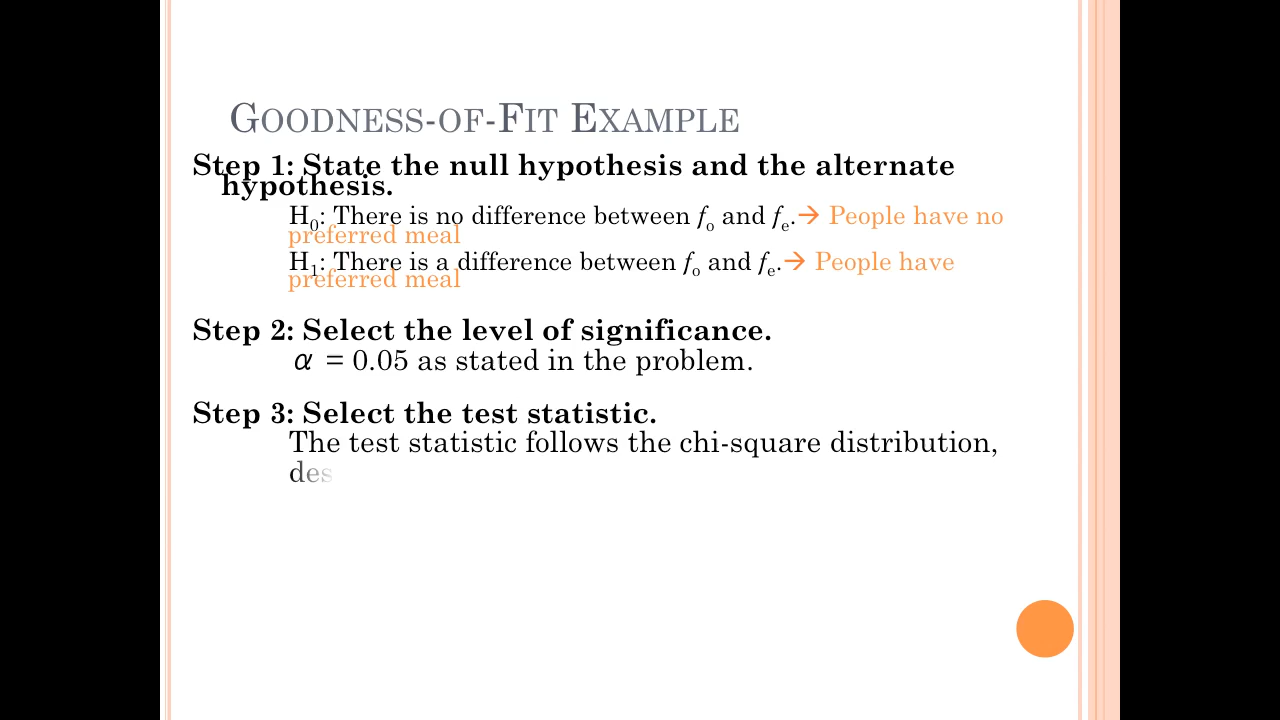 Goodness-of-Fit Example
Step 1: State the null hypothesis and the alternate
hypothesis.
H₀: There is no difference between fₒ and fₑ.→ People have no
preferred meal
H₁: There is a difference between fₒ and fₑ.→ People have
preferred meal
Step 2: Select the level of significance.
α = 0.05 as stated in the problem.
Step 3: Select the test statistic.
The test statistic follows the chi-square distribution,
des